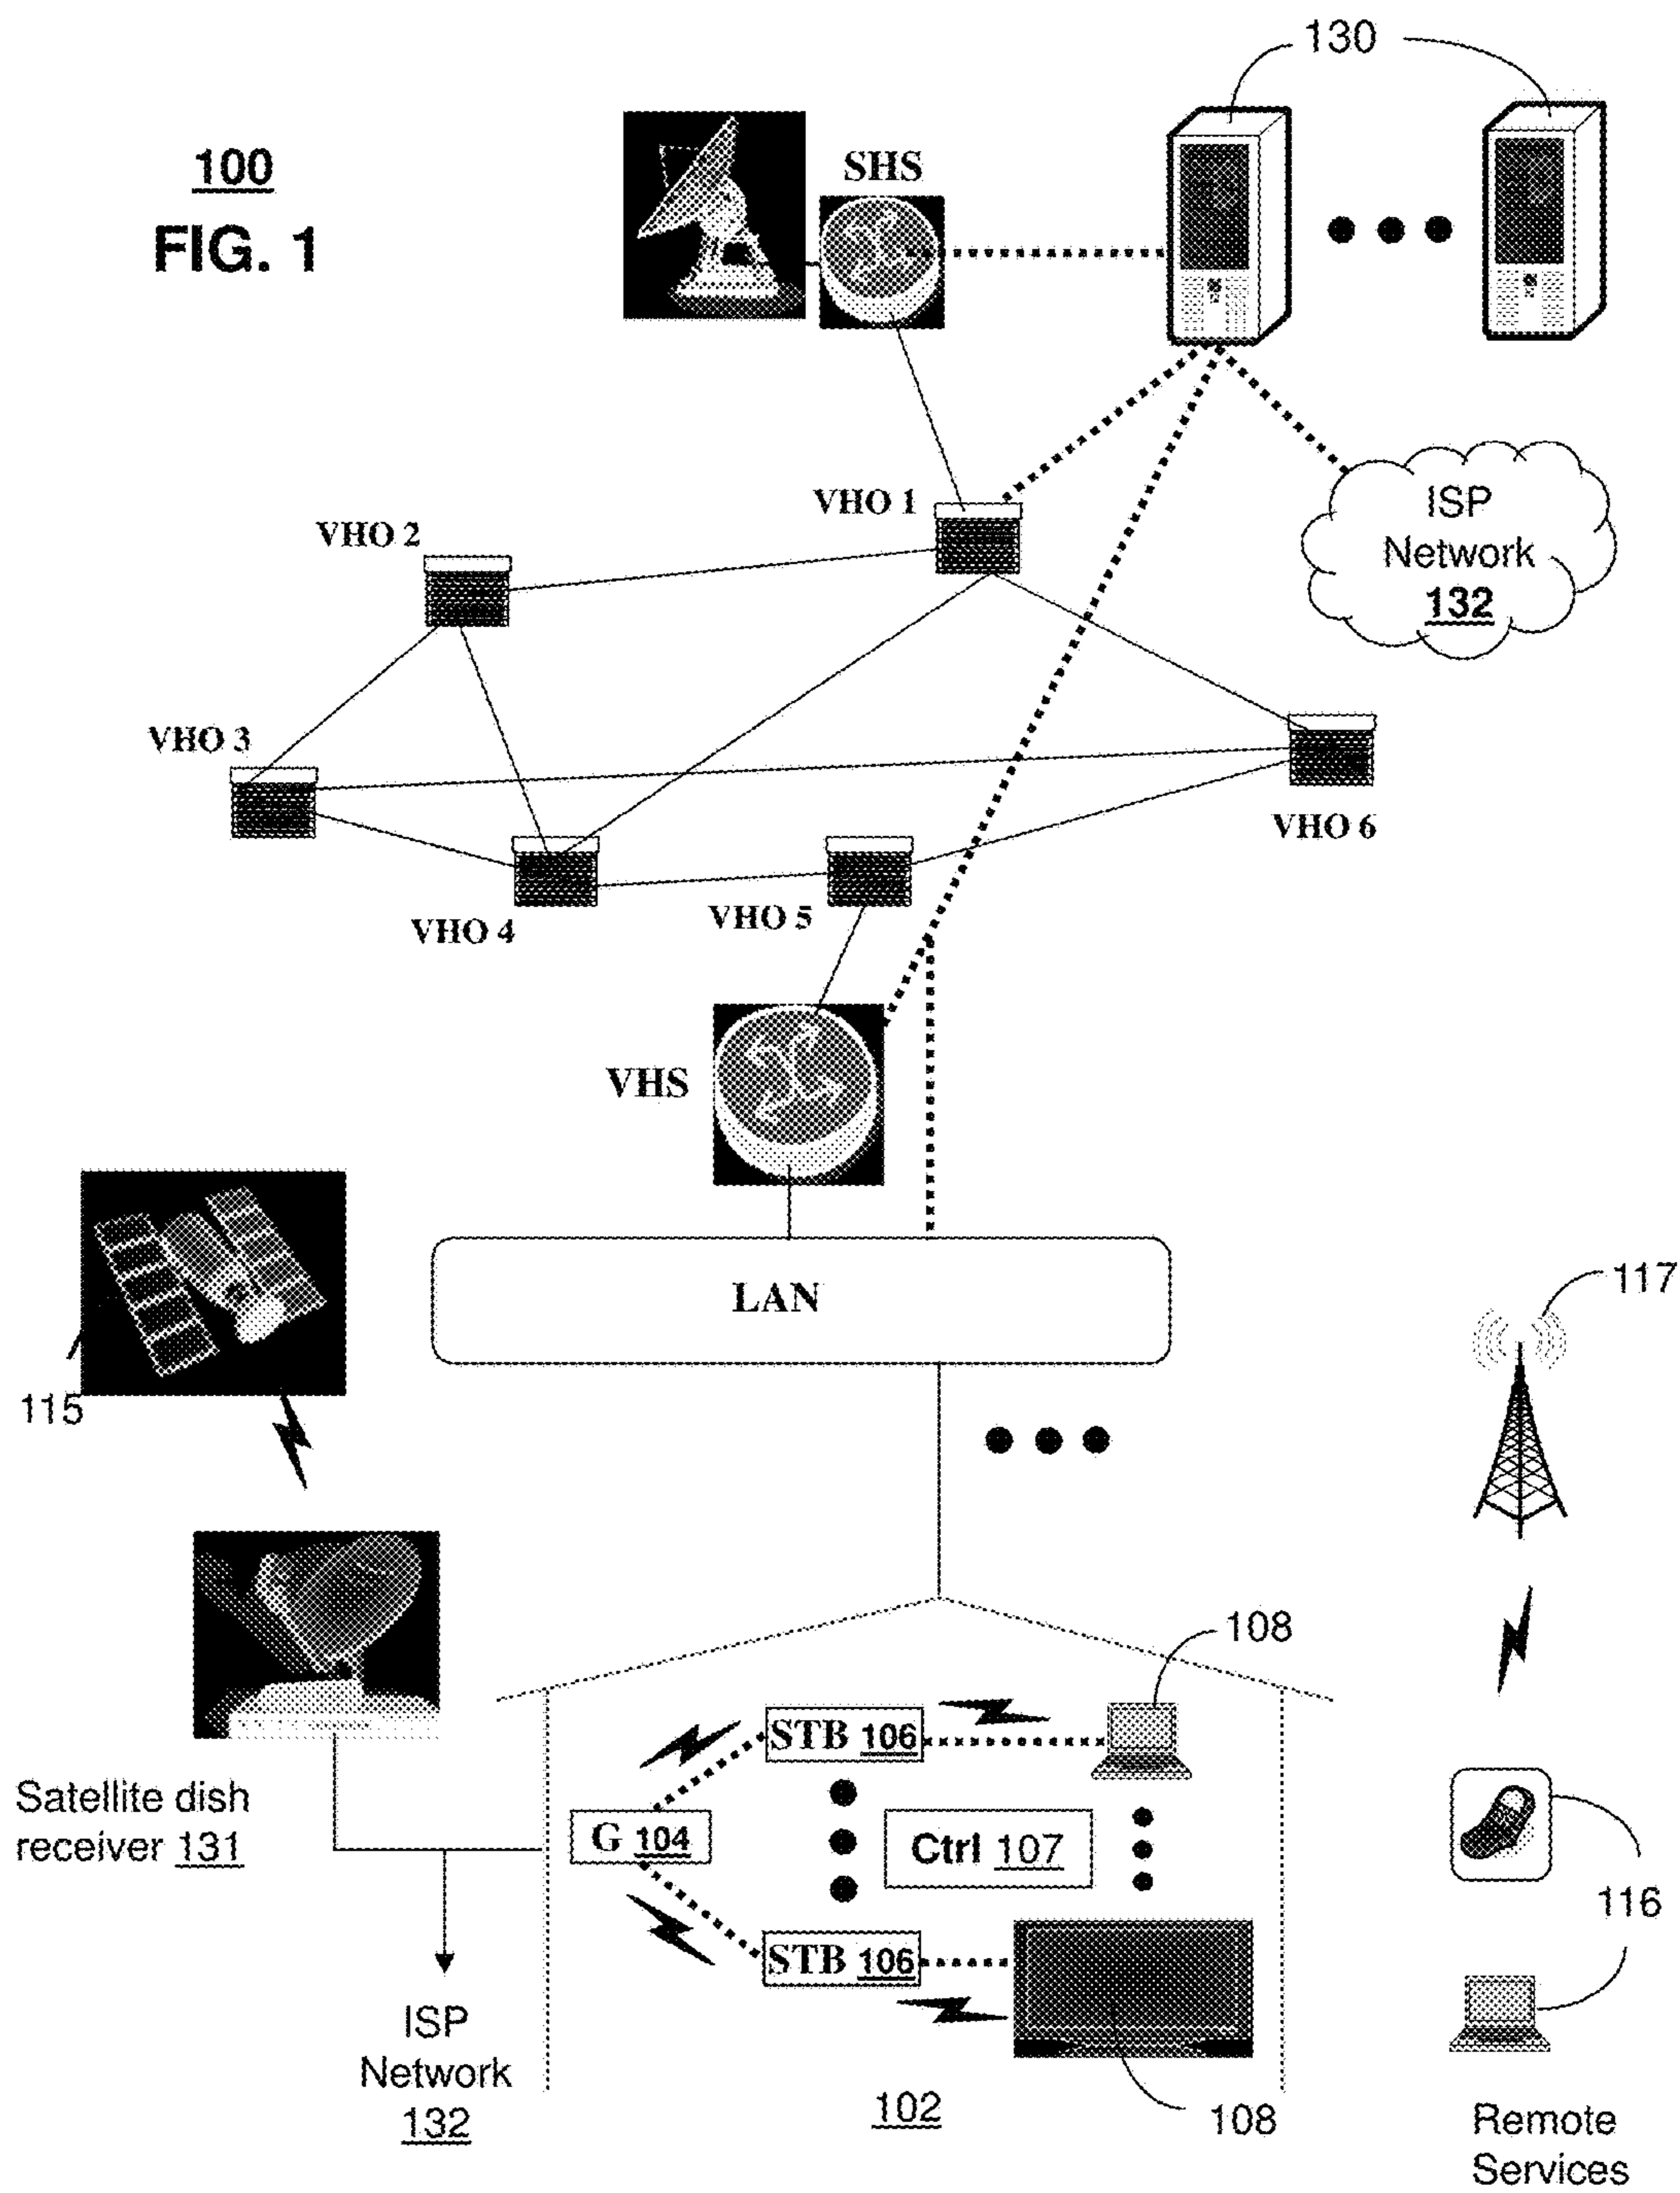 130
100
FIG. 1
SHS
ISP
Network
132
VHO 1
VHO 2
VHO 3
VHO 6
VHO 4
VHO 5
VHS
LAN
117
115
108
STB 106
Satellite dish
receiver 131
G 104
Ctrl 107
116
STB 106
ISP
Network
132
102
108
Remote
Services